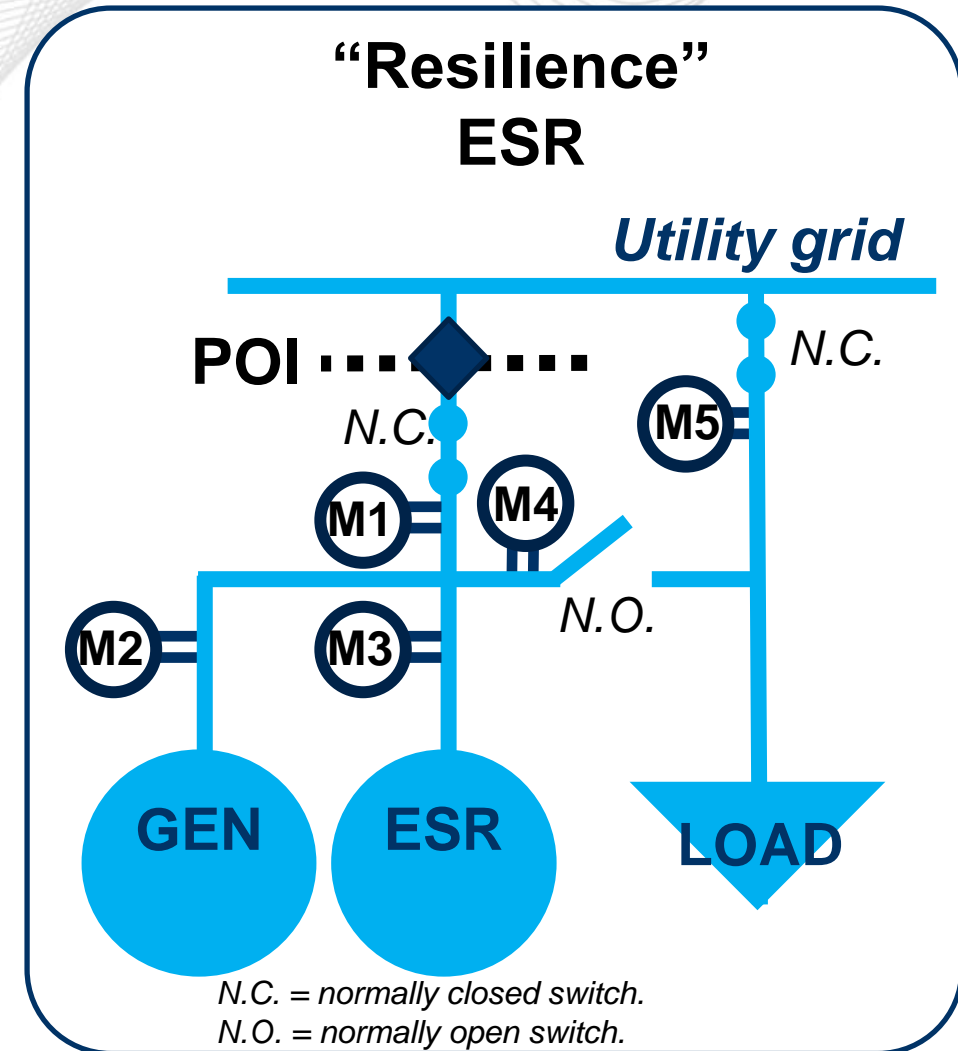 “Resilience”
ESR
Utility grid
POI
N.C.
N.C.
M5
M1
M4
N.O.
M2
M3
GEN
ESR
LOAD
N.C. = normally closed switch.
N.O. = normally open switch.